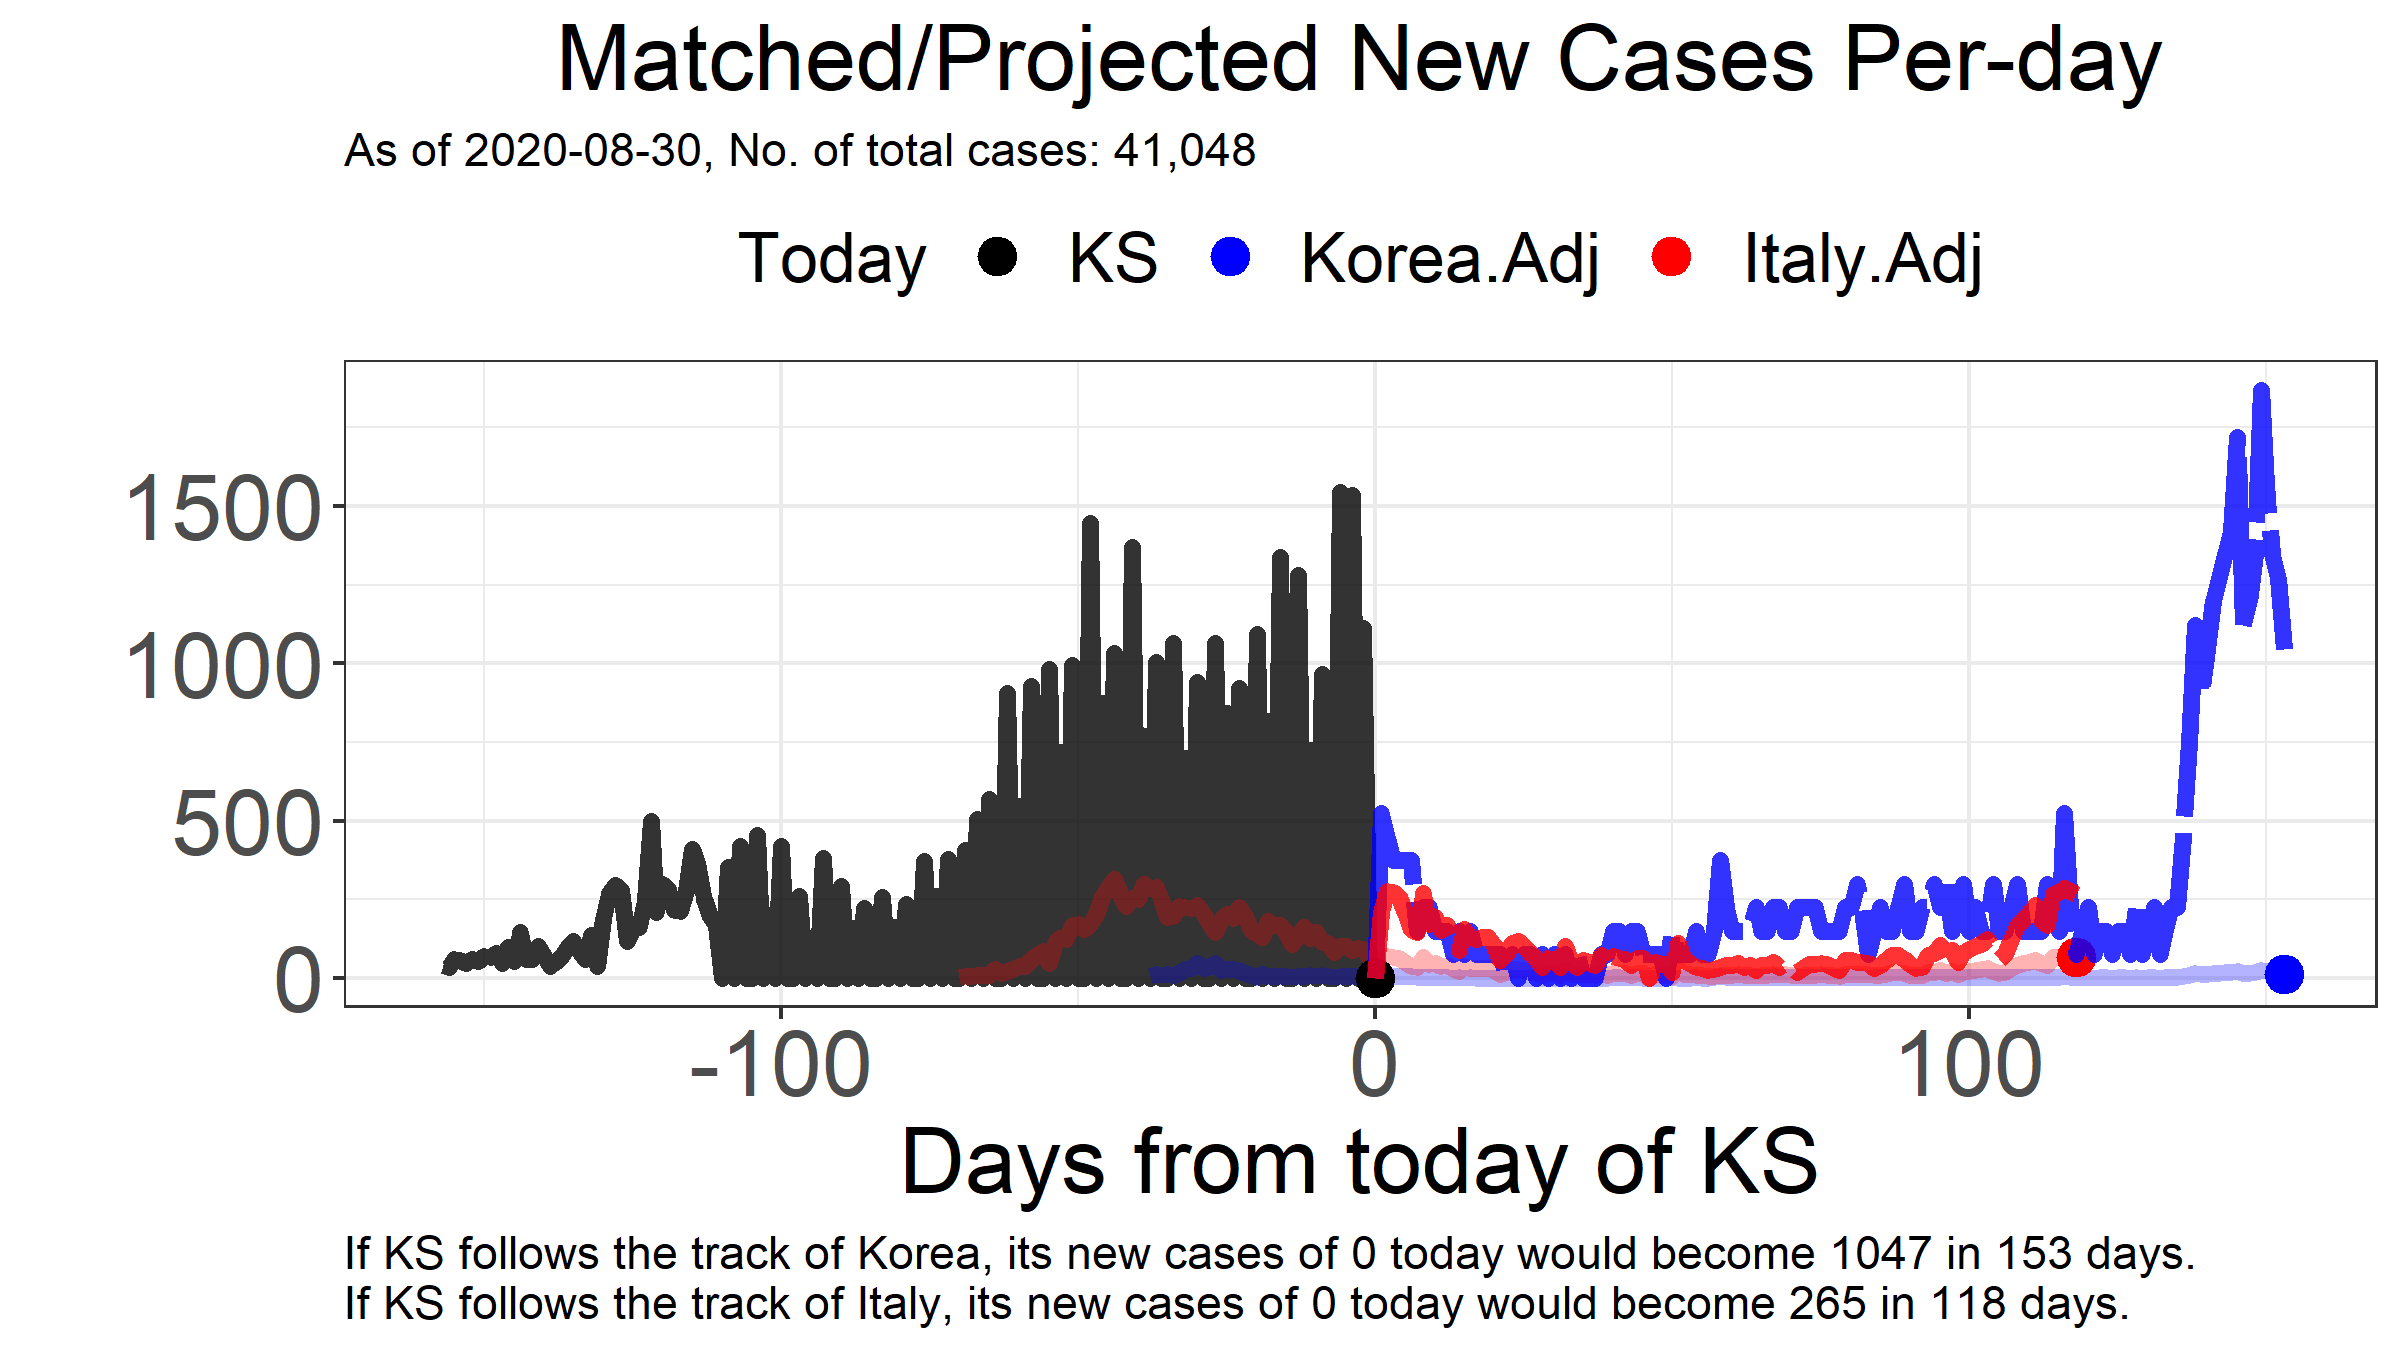 Matched/Projected New Cases Per-day
As of 2020-08-30, No. of total cases: 41,048
Today KS Korea.Adj Italy.Adj
1500
1000
500
0
-100 0 100
Days from today of KS
If KS follows the track of Korea, its new cases of 0 today would become 1047 in 153 days.
If KS follows the track of Italy, its new cases of 0 today would become 265 in 118 days.